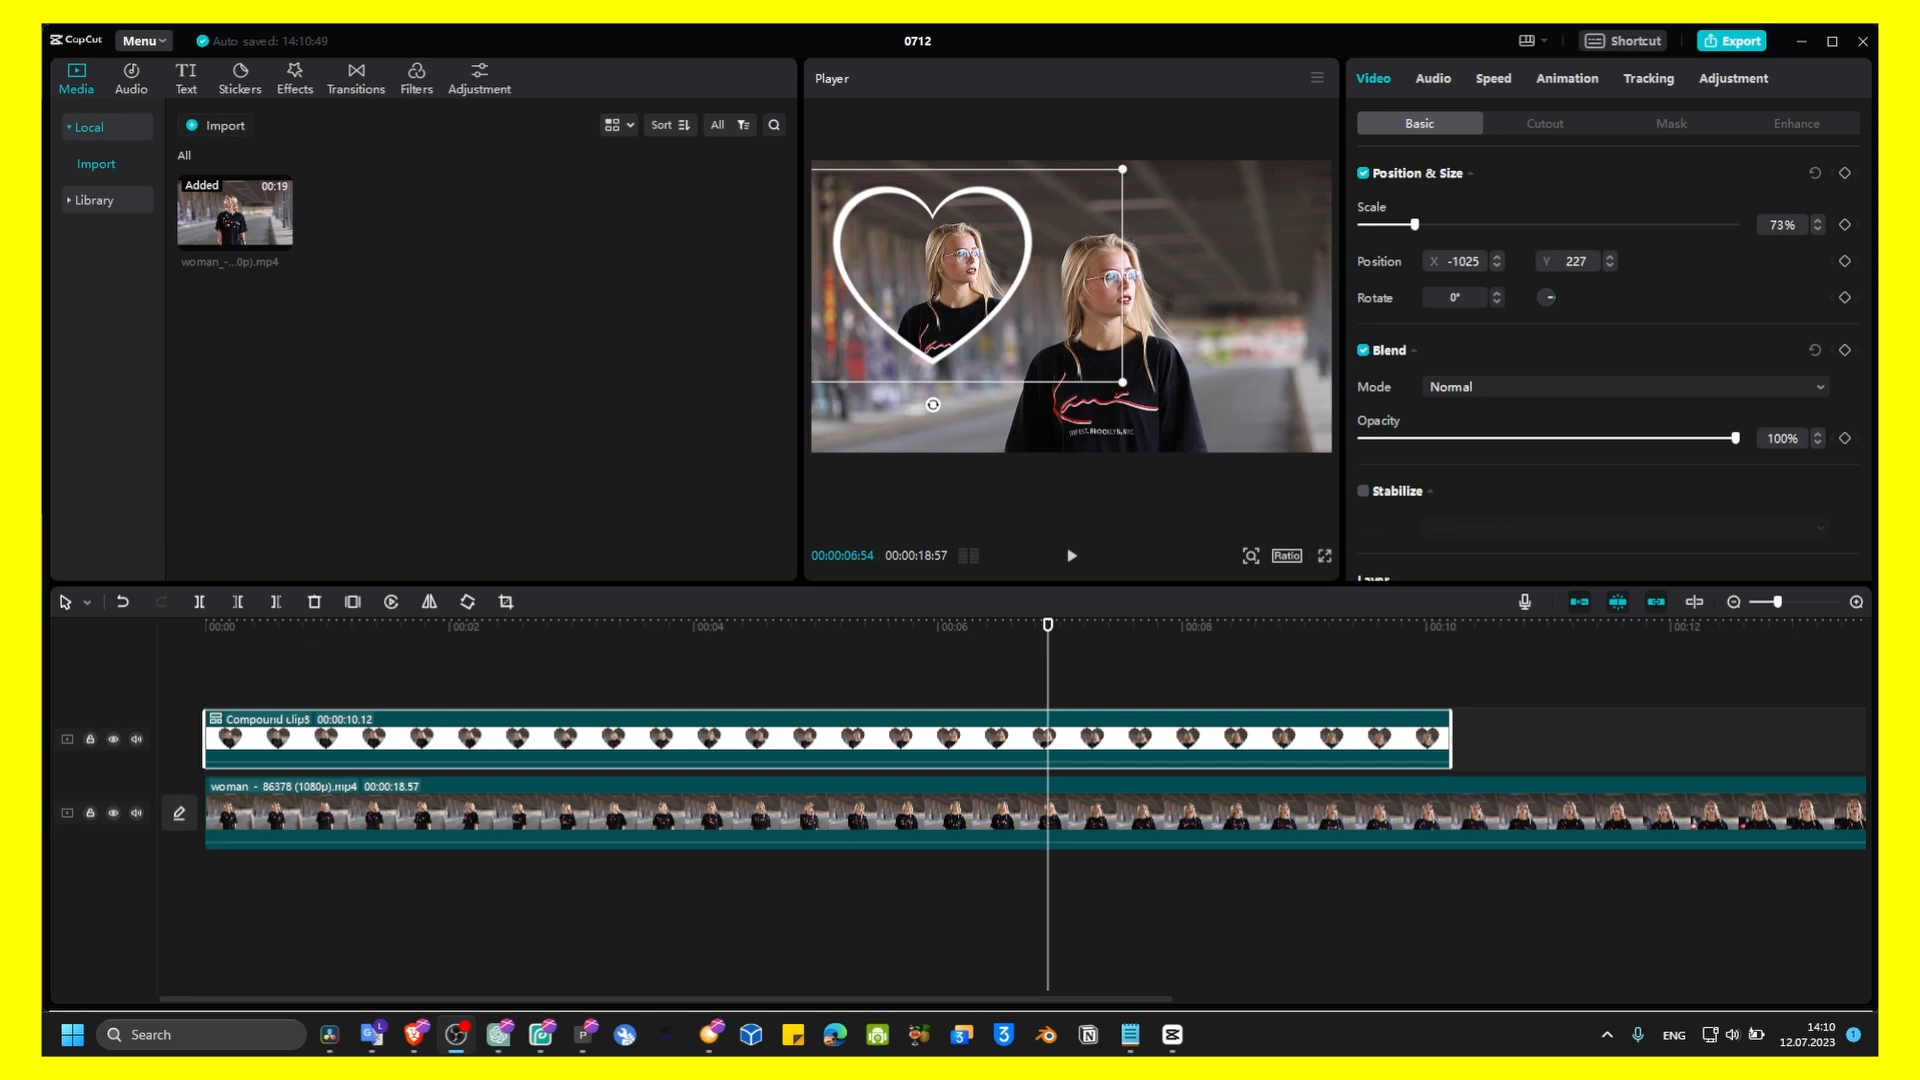 CapCut
Menu
Auto saved: 14:10:49
0712
Shortcut
Export
Media
Audio
Text
Stickers
Effects
Transitions
Filters
Adjustment
Player
Video
Audio
Speed
Animation
Tracking
Adjustment
Local
Import
Library
Import
Sort
All
All
Added
00:19
woman_-...0p).mp4
Basic
Cutout
Mask
Enhance
Position & Size
Scale
73%
Position
X -1025
Y 227
Rotate
0°
Blend
Mode
Normal
Opacity
100%
Stabilize
Layer
00:00:06:54
00:00:18:57
Ratio
00:00
00:02
00:04
00:06
00:08
00:10
00:12
Compound clip5 00:00:10.12
woman - 86378 (1080p).mp4 00:00:18.57
Search
ENG
14:10
12.07.2023
1